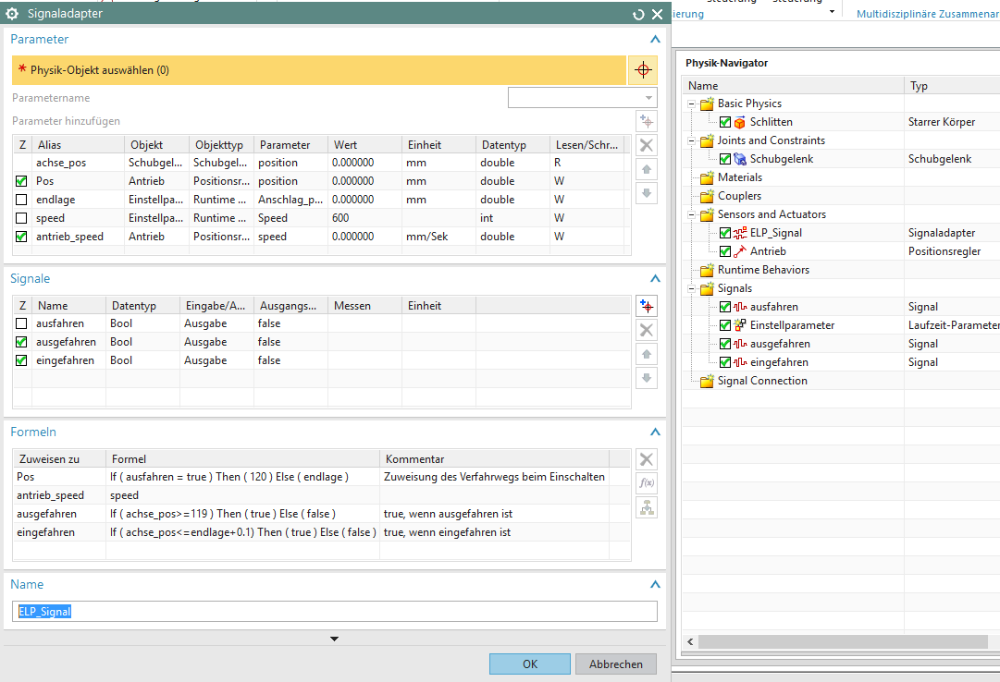 Signaladapter
Parameter
* Physik-Objekt auswählen (0)
Parametername
Parameter hinzufügen
Z Alias Objekt Objekttyp Parameter Wert Einheit Datentyp Lesen/Schr...
achse_pos Schubgel... Schubgel... position 0.000000 mm double R
Pos Antrieb Positionsr... position 0.000000 mm double W
endlage Einstellpa... Runtime ... Anschlag_p... 0.000000 mm double W
speed Einstellpa... Runtime ... Speed 600 int W
antrieb_speed Antrieb Positionsr... speed 0.000000 mm/Sek double W
Signale
Z Name Datentyp Eingabe/A... Ausgangs... Messen Einheit
ausfahren Bool Ausgabe false
ausgefahren Bool Ausgabe false
eingefahren Bool Ausgabe false
Formeln
Zuweisen zu Formel Kommentar
Pos If ( ausfahren = true ) Then ( 120 ) Else ( endlage ) Zuweisung des Verfahrwegs beim Einschalten
antrieb_speed speed
ausgefahren If ( achse_pos>=119 ) Then ( true ) Else ( false ) true, wenn ausgefahren ist
f(x)
eingefahren If ( achse_pos<=endlage+0.1) Then ( true ) Else ( false ) true, wenn eingefahren ist
Name
ELP_Signal
OK Abbrechen
ierung Multidisziplinäre Zusammenar
Physik-Navigator
Name Typ
Basic Physics
Schlitten Starrer Körper
Joints and Constraints
Schubgelenk Schubgelenk
Materials
Couplers
Sensors and Actuators
ELP_Signal Signaladapter
Antrieb Positionsregler
Runtime Behaviors
Signals
ausfahren Signal
Einstellparameter Laufzeit-Parameter
ausgefahren Signal
eingefahren Signal
Signal Connection